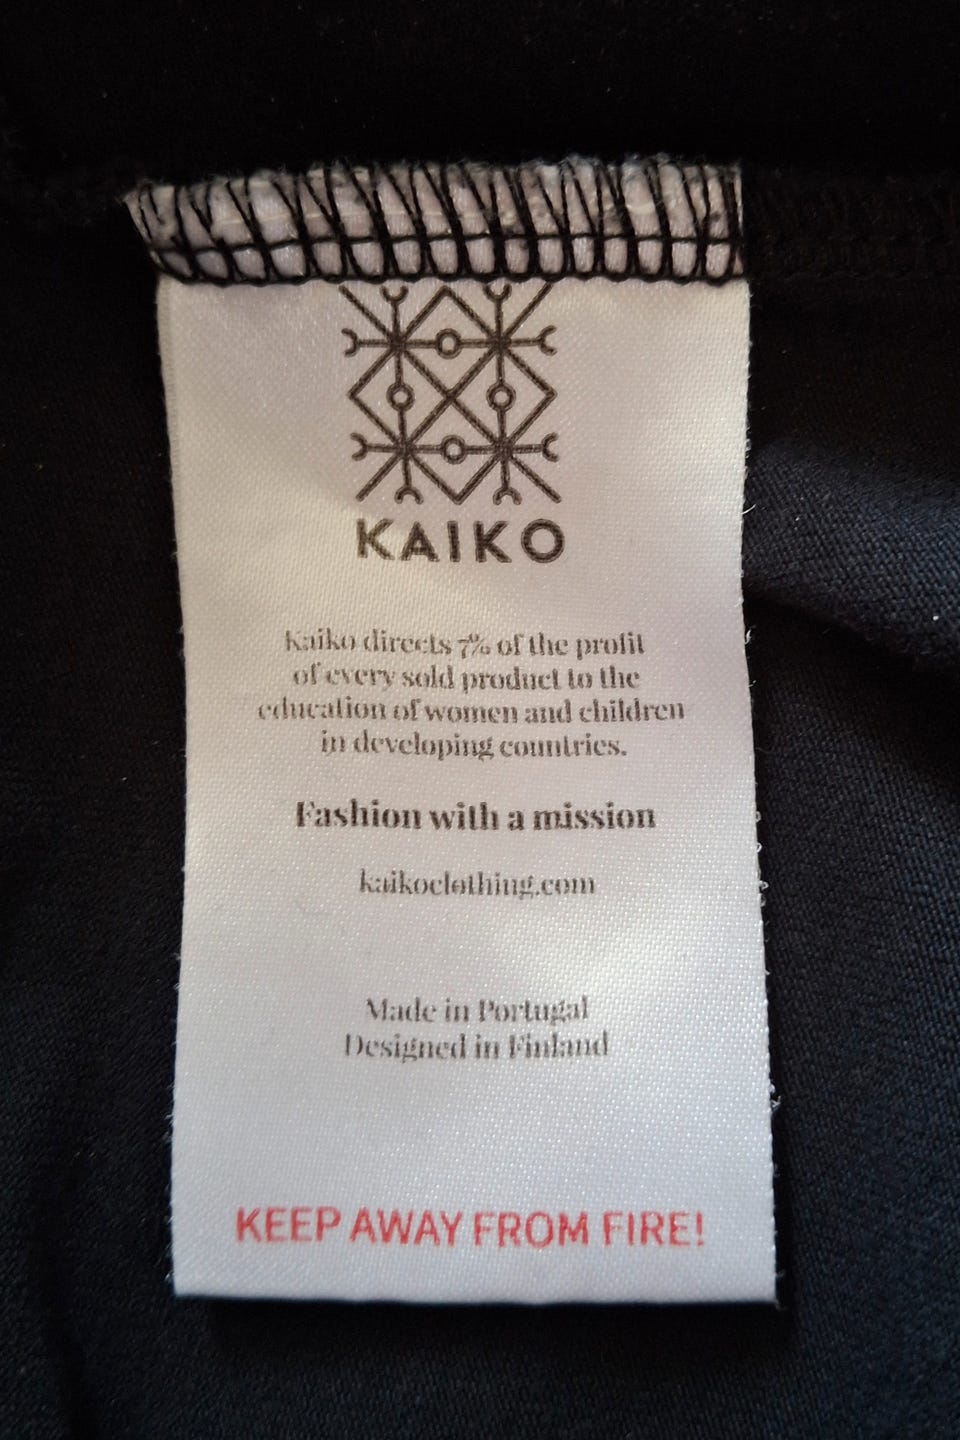 KAIKO
Kaiko directs 7% of the profit
of every sold product to the
education of women and children
in developing countries.
Fashion with a mission
kaikoclothing.com
Made in Portugal
Designed in Finland
KEEP AWAY FROM FIRE!